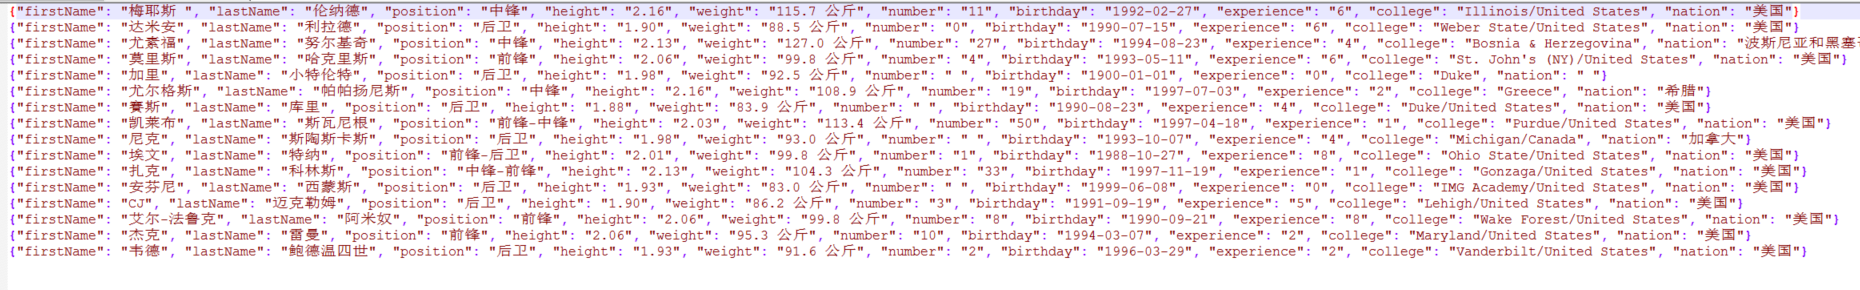 {"firstName": "梅耶斯 ", "lastName": "伦纳德", "position": "中锋", "height": "2.16", "weight": "115.7 公斤", "number": "11", "birthday": "1992-02-27", "experience": "6", "college": "Illinois/United States", "nation": "美国"}
{"firstName": "达米安", "lastName": "利拉德", "position": "后卫", "height": "1.90", "weight": "88.5 公斤", "number": "0", "birthday": "1990-07-15", "experience": "6", "college": "Weber State/United States", "nation": "美国"}
{"firstName": "尤素福", "lastName": "努尔基奇", "position": "中锋", "height": "2.13", "weight": "127.0 公斤", "number": "27", "birthday": "1994-08-23", "experience": "4", "college": "Bosnia & Herzegovina", "nation": "波斯尼亚和黑塞
{"firstName": "莫里斯", "lastName": "哈克里斯", "position": "前锋", "height": "2.06", "weight": "99.8 公斤", "number": "4", "birthday": "1993-05-11", "experience": "6", "college": "St. John's (NY)/United States", "nation": "美国"}
{"firstName": "加里", "lastName": "小特伦特", "position": "后卫", "height": "1.98", "weight": "92.5 公斤", "number": " ", "birthday": "1900-01-01", "experience": "0", "college": "Duke", "nation": " "}
{"firstName": "尤尔格斯", "lastName": "帕帕扬尼斯", "position": "中锋", "height": "2.16", "weight": "108.9 公斤", "number": "19", "birthday": "1997-07-03", "experience": "2", "college": "Greece", "nation": "希腊"}
{"firstName": "赛斯", "lastName": "库里", "position": "后卫", "height": "1.88", "weight": "83.9 公斤", "number": " ", "birthday": "1990-08-23", "experience": "4", "college": "Duke/United States", "nation": "美国"}
{"firstName": "凯莱布", "lastName": "斯瓦尼根", "position": "前锋-中锋", "height": "2.03", "weight": "113.4 公斤", "number": "50", "birthday": "1997-04-18", "experience": "1", "college": "Purdue/United States", "nation": "美国"}
{"firstName": "尼克", "lastName": "斯陶斯卡斯", "position": "后卫", "height": "1.98", "weight": "93.0 公斤", "number": " ", "birthday": "1993-10-07", "experience": "4", "college": "Michigan/Canada", "nation": "加拿大"}
{"firstName": "埃文", "lastName": "特纳", "position": "前锋-后卫", "height": "2.01", "weight": "99.8 公斤", "number": "1", "birthday": "1988-10-27", "experience": "8", "college": "Ohio State/United States", "nation": "美国"}
{"firstName": "扎克", "lastName": "科林斯", "position": "中锋-前锋", "height": "2.13", "weight": "104.3 公斤", "number": "33", "birthday": "1997-11-19", "experience": "1", "college": "Gonzaga/United States", "nation": "美国"}
{"firstName": "安芬尼", "lastName": "西蒙斯", "position": "后卫", "height": "1.93", "weight": "83.0 公斤", "number": " ", "birthday": "1999-06-08", "experience": "0", "college": "IMG Academy/United States", "nation": "美国"}
{"firstName": "CJ", "lastName": "迈克勒姆", "position": "后卫", "height": "1.90", "weight": "86.2 公斤", "number": "3", "birthday": "1991-09-19", "experience": "5", "college": "Lehigh/United States", "nation": "美国"}
{"firstName": "艾尔-法鲁克", "lastName": "阿米奴", "position": "前锋", "height": "2.06", "weight": "99.8 公斤", "number": "8", "birthday": "1990-09-21", "experience": "8", "college": "Wake Forest/United States", "nation": "美国"}
{"firstName": "杰克", "lastName": "雷曼", "position": "前锋", "height": "2.06", "weight": "95.3 公斤", "number": "10", "birthday": "1994-03-07", "experience": "2", "college": "Maryland/United States", "nation": "美国"}
{"firstName": "韦德", "lastName": "鲍德温四世", "position": "后卫", "height": "1.93", "weight": "91.6 公斤", "number": "2", "birthday": "1996-03-29", "experience": "2", "college": "Vanderbilt/United States", "nation": "美国"}